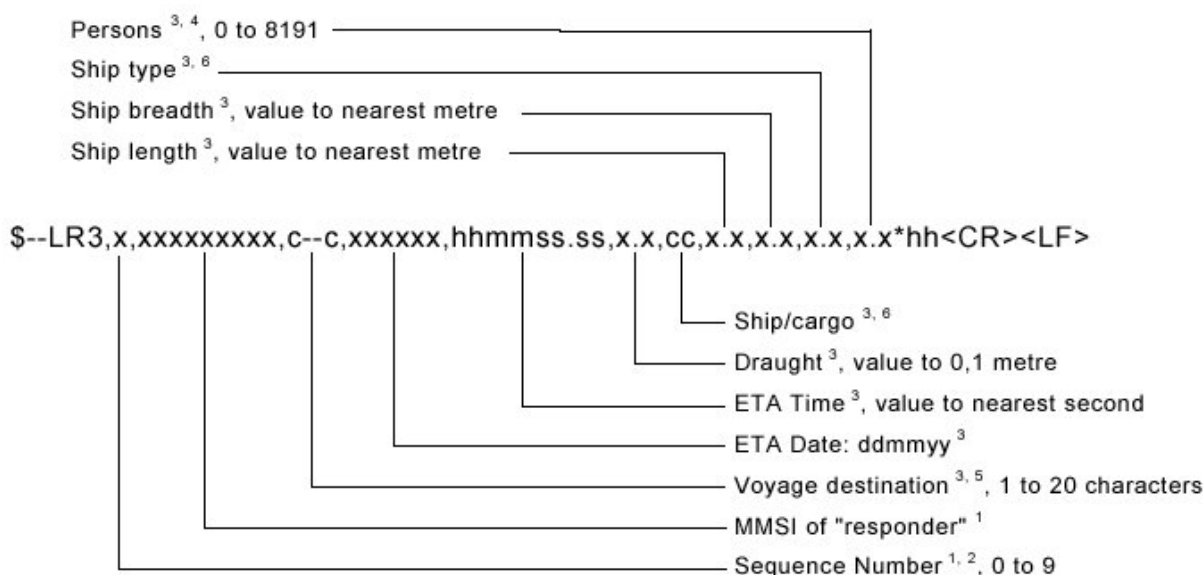 Persons 3, 4, 0 to 8191
Ship type 3, 6
Ship breadth 3, value to nearest metre
Ship length 3, value to nearest metre
$--LR3,x,xxxxxxxxx,c--c,xxxxxx,hhmmss.ss,x.x,cc,x.x,x.x,x.x,x.x*hh<CR><LF>
Ship/cargo 3, 6
Draught 3, value to 0,1 metre
ETA Time 3, value to nearest second
ETA Date: ddmmyy 3
Voyage destination 3, 5, 1 to 20 characters
MMSI of "responder" 1
Sequence Number 1, 2, 0 to 9